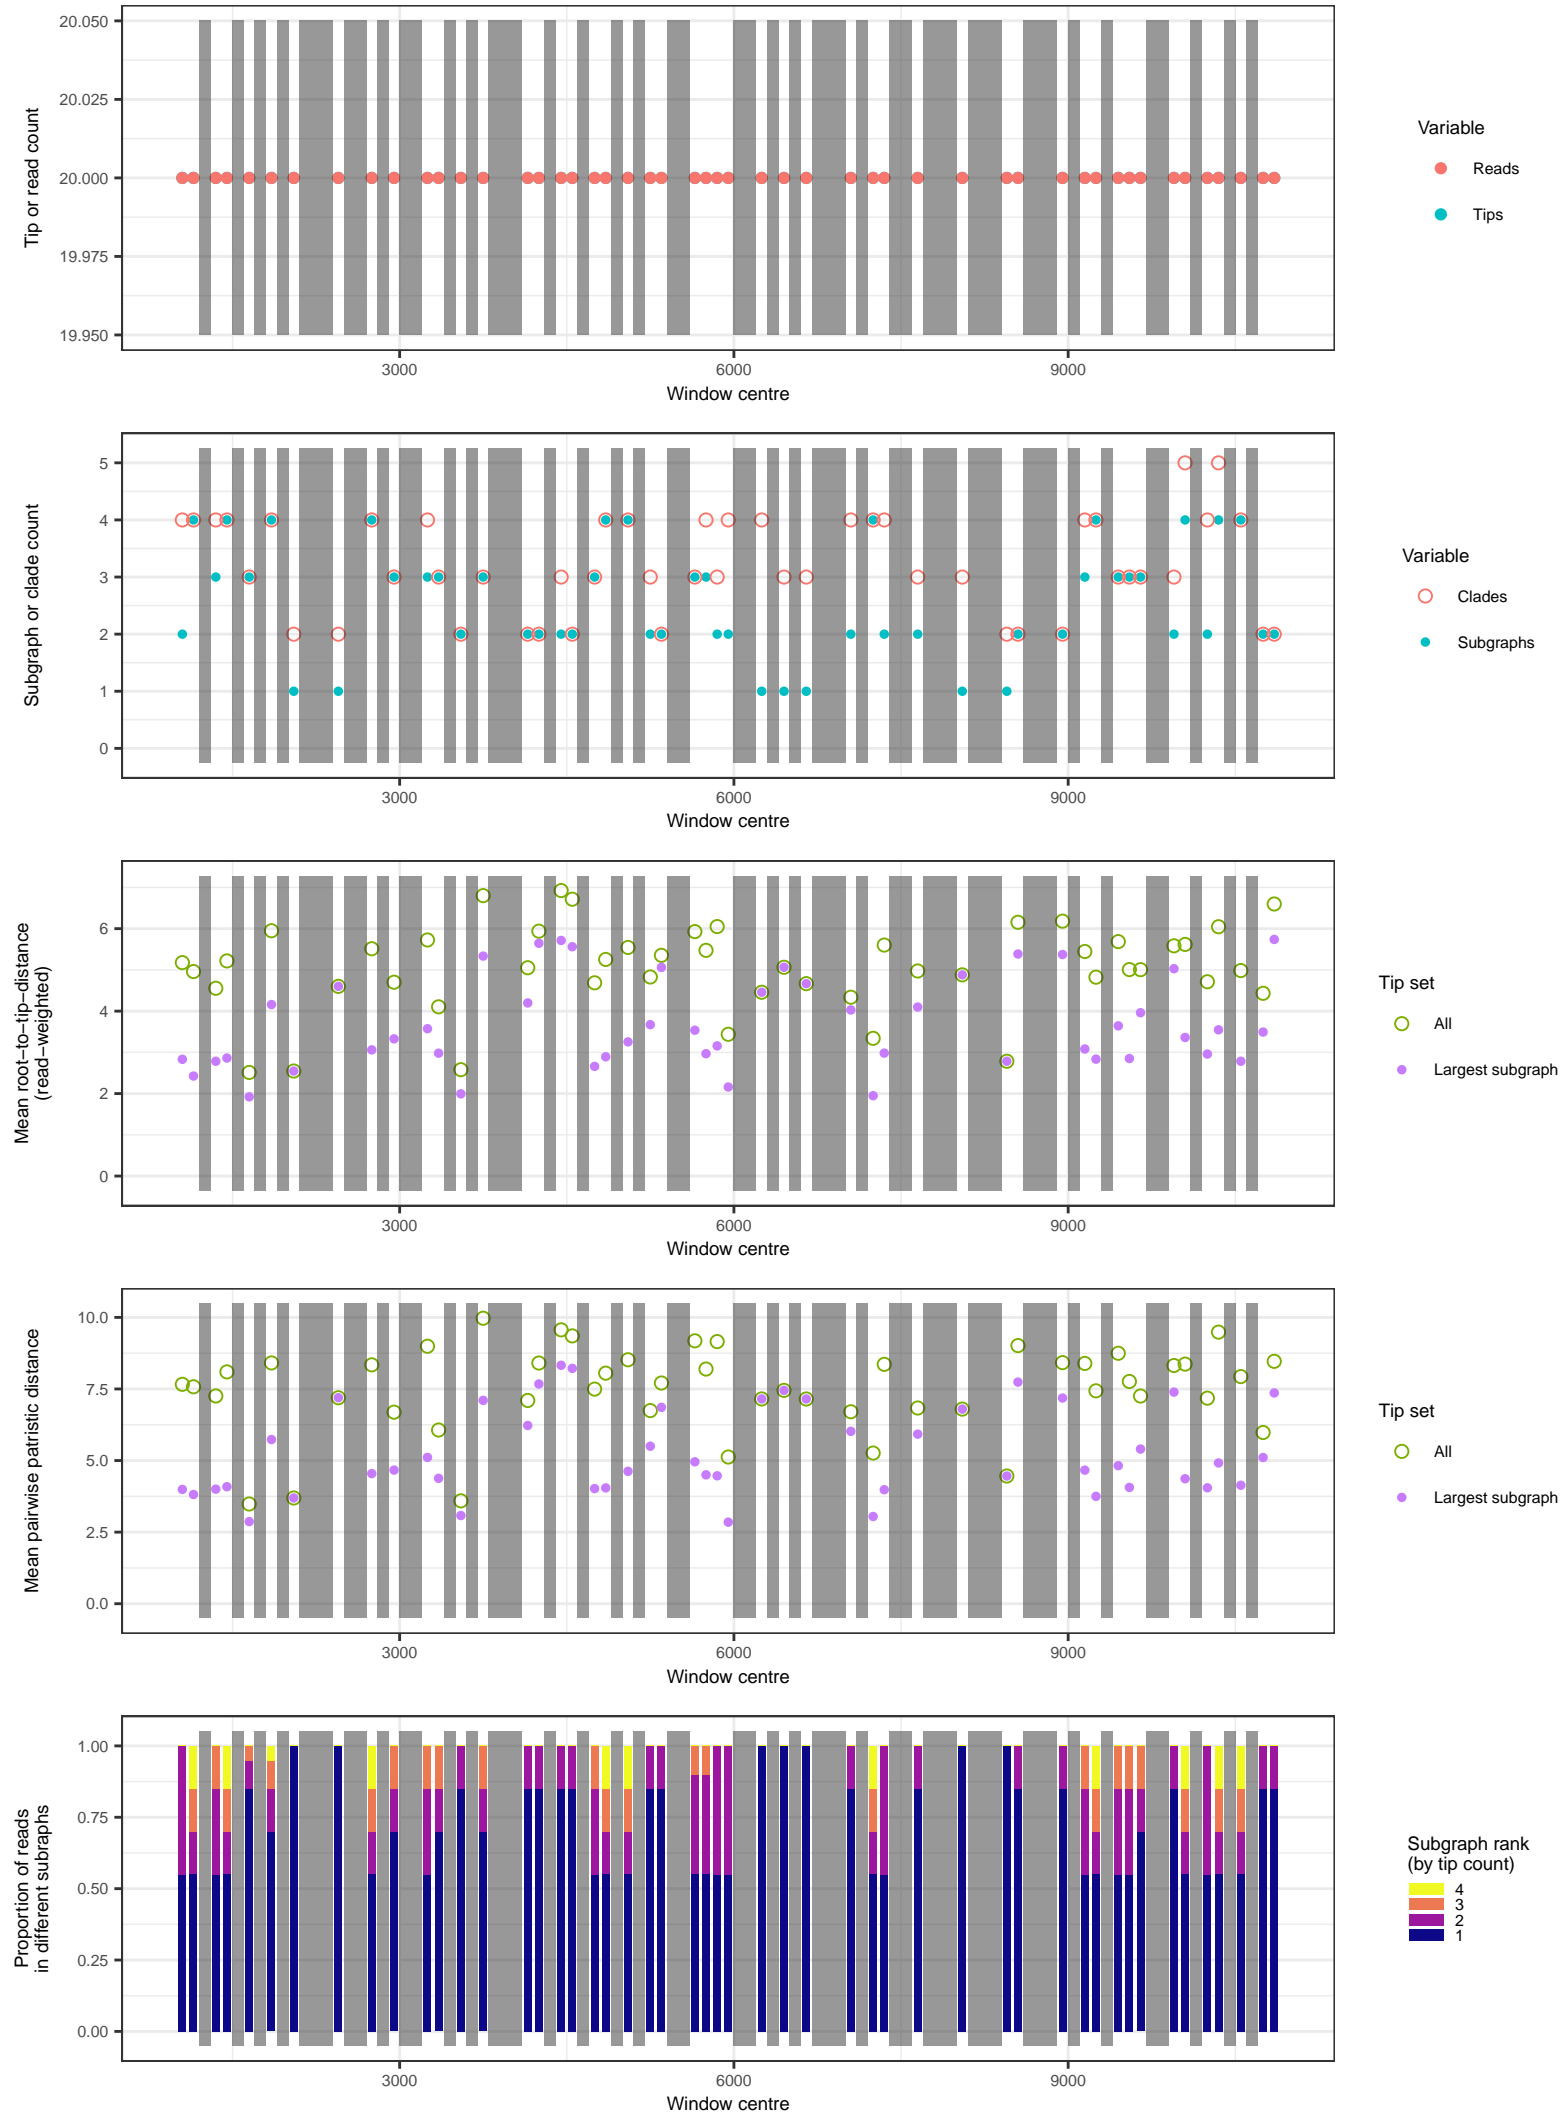 20.050
20.025
20.000
19.975
19.950
Tip or read count
3000
6000
9000
Window centre
Variable
Reads
Tips
5
4
3
2
1
0
Subgraph or clade count
3000
6000
9000
Window centre
Variable
Clades
Subgraphs
6
4
2
0
Mean root−to−tip−distance
(read−weighted)
3000
6000
9000
Window centre
Tip set
All
Largest subgraph
10.0
7.5
5.0
2.5
0.0
Mean pairwise patristic distance
3000
6000
9000
Window centre
Tip set
All
Largest subgraph
1.00
0.75
0.50
0.25
0.00
Proportion of reads
in different subraphs
3000
6000
9000
Window centre
Subgraph rank
(by tip count)
4
3
2
1